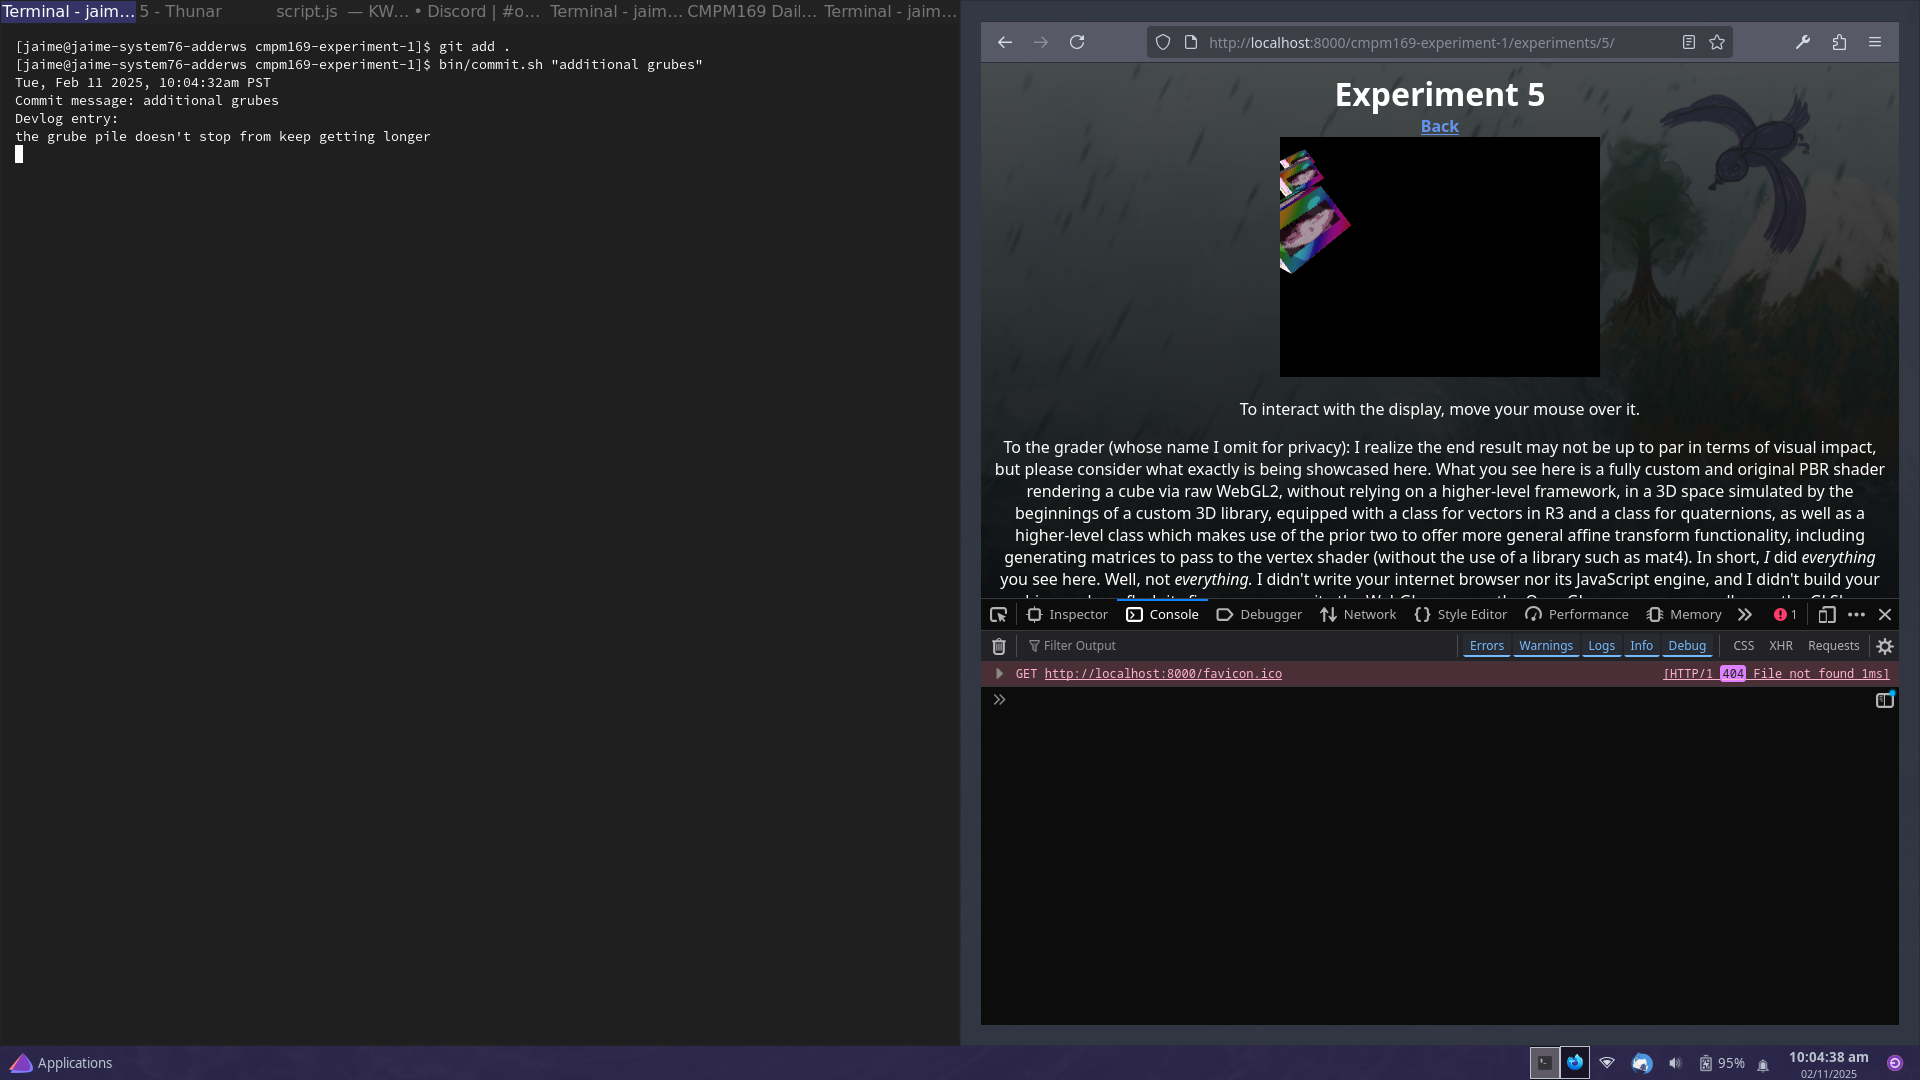 Terminal - jaim... 5 - Thunar script.js — KW... • Discord | #o... Terminal - jaim... CMPM169 Dail... Terminal - jaim...
[jaime@jaime-system76-adderws cmpm169-experiment-1]$ git add .
[jaime@jaime-system76-adderws cmpm169-experiment-1]$ bin/commit.sh "additional grubes"
Tue, Feb 11 2025, 10:04:32am PST
Commit message: additional grubes
Devlog entry:
the grube pile doesn't stop from keep getting longer
http://localhost:8000/cmpm169-experiment-1/experiments/5/
Experiment 5
Back
To interact with the display, move your mouse over it.
To the grader (whose name I omit for privacy): I realize the end result may not be up to par in terms of visual impact,
but please consider what exactly is being showcased here. What you see here is a fully custom and original PBR shader
rendering a cube via raw WebGL2, without relying on a higher-level framework, in a 3D space simulated by the
beginnings of a custom 3D library, equipped with a class for vectors in R3 and a class for quaternions, as well as a
higher-level class which makes use of the prior two to offer more general affine transform functionality, including
generating matrices to pass to the vertex shader (without the use of a library such as mat4). In short, I did everything
you see here. Well, not everything. I didn't write your internet browser nor its JavaScript engine, and I didn't build your
Inspector Console Debugger Network Style Editor Performance Memory 1
Filter Output Errors Warnings Logs Info Debug CSS XHR Requests
GET http://localhost:8000/favicon.ico [HTTP/1 404 File not found 1ms]
Applications 95% 10:04:38 am
02/11/2025